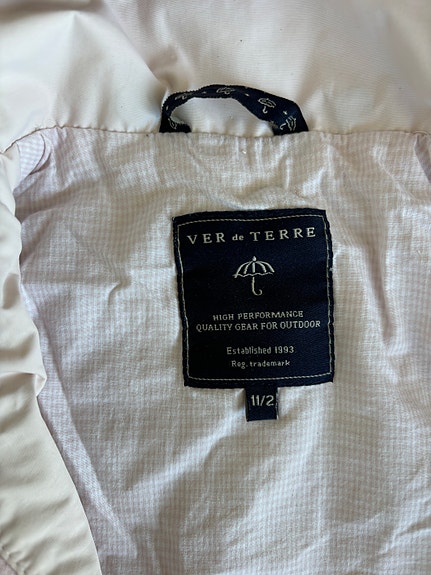 VER de TERRE
HIGH PERFORMANCE
QUALITY GEAR FOR OUTDOOR
Established 1993
Reg. trademark
11/2